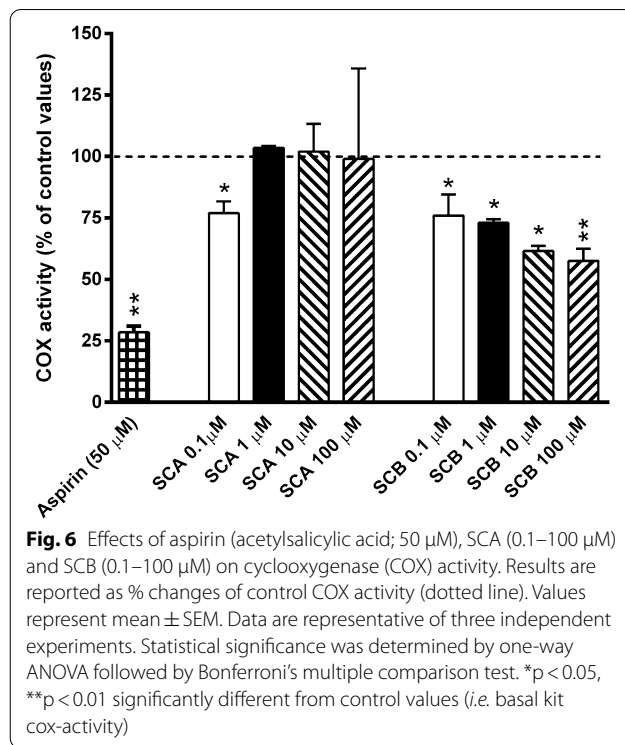 150
125
100
75
50
25
0
COX activity (% of control values)
**
*
*
*
*
**
Aspirin (50 µM)
SCA 0.1µM
SCA 1 µM
SCA 10 µM
SCA 100 µM
SCB 0.1 µM
SCB 1 µM
SCB 10 µM
SCB 100 µM
Fig. 6 Effects of aspirin (acetylsalicylic acid; 50 µM), SCA (0.1–100 µM)
and SCB (0.1–100 µM) on cyclooxygenase (COX) activity. Results are
reported as % changes of control COX activity (dotted line). Values
represent mean ± SEM. Data are representative of three independent
experiments. Statistical significance was determined by one-way
ANOVA followed by Bonferroni’s multiple comparison test. *p < 0.05,
**p < 0.01 significantly different from control values (i.e. basal kit
cox-activity)